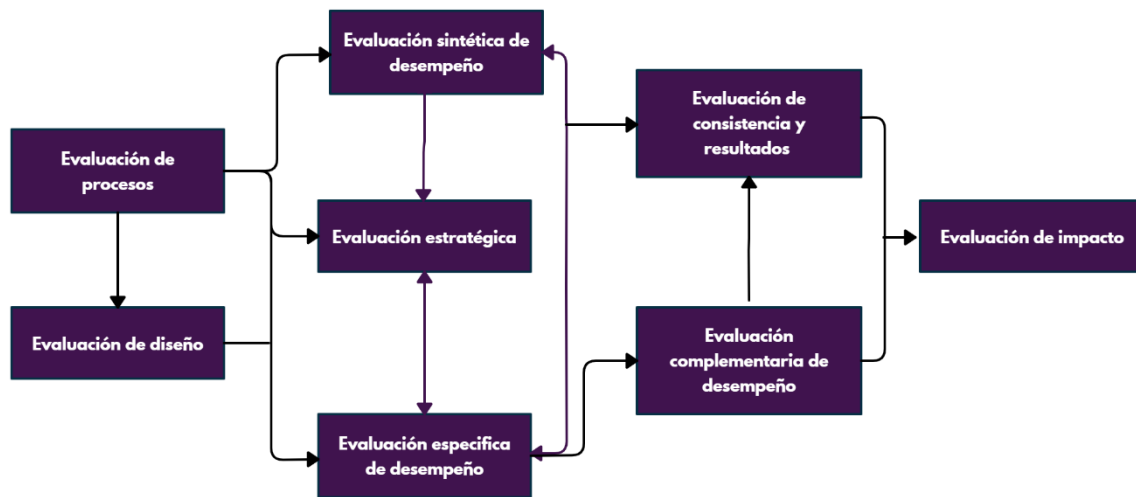 Evaluación sintética de
desempeño
Evaluación de
procesos
Evaluación estratégica
Evaluación de diseño
Evaluación especifica
de desempeño
Evaluación de
consistencia y
resultados
Evaluación
complementaria de
desempeño
Evaluación de impacto